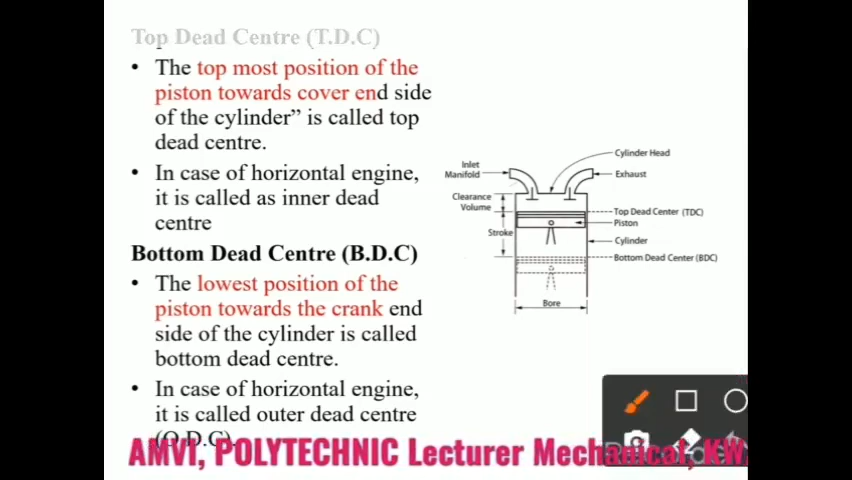 Top Dead Centre (T.D.C)
• The top most position of the
piston towards cover end side
of the cylinder” is called top
dead centre.
• In case of horizontal engine,
it is called as inner dead
centre
Bottom Dead Centre (B.D.C)
• The lowest position of the
piston towards the crank end
side of the cylinder is called
bottom dead centre.
• In case of horizontal engine,
it is called outer dead centre
(O.D.C).
Cylinder Head
Inlet
Manifold
Exhaust
Clearance
Volume
Top Dead Center (TDC)
Piston
Stroke
Cylinder
Bottom Dead Center (BDC)
Bore
AMVI, POLYTECHNIC Lecturer Mechanical, KW